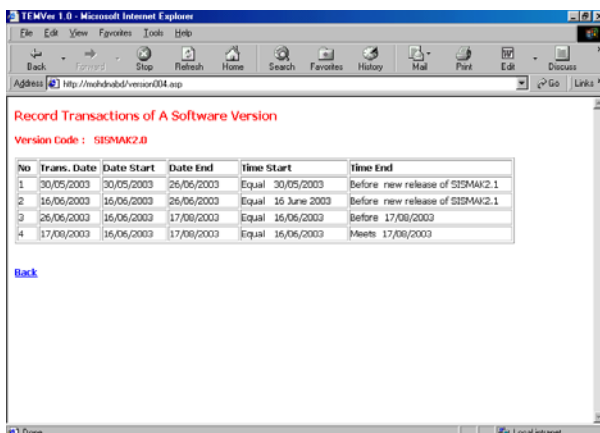 TEMVer 1.0 - Microsoft Internet Explorer
File Edit View Favorites Tools Help
Back Forward Stop Refresh Home Search Favorites History Mail Print Edit Discuss
Address http://mohdnabd/version004.asp Go Links
Record Transactions of A Software Version
Version Code : SISMAK2.0
No Trans. Date Date Start Date End Time Start Time End
1 30/05/2003 30/05/2003 26/06/2003 Equal 30/05/2003 Before new release of SISMAK2.1
2 16/06/2003 16/06/2003 26/06/2003 Equal 16 June 2003 Before new release of SISMAK2.1
3 26/06/2003 16/06/2003 17/08/2003 Equal 16/06/2003 Before 17/08/2003
4 17/08/2003 16/06/2003 17/08/2003 Equal 16/06/2003 Meets 17/08/2003
Back
Done Local intranet